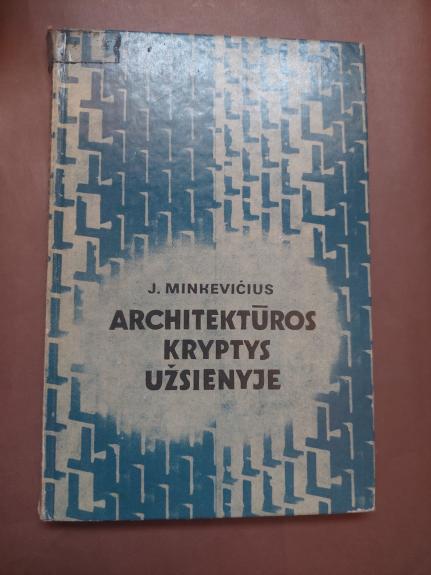 J. MINKEVIČIUS
ARCHITEKTŪROS
KRYPTYS
UŽSIENYJE